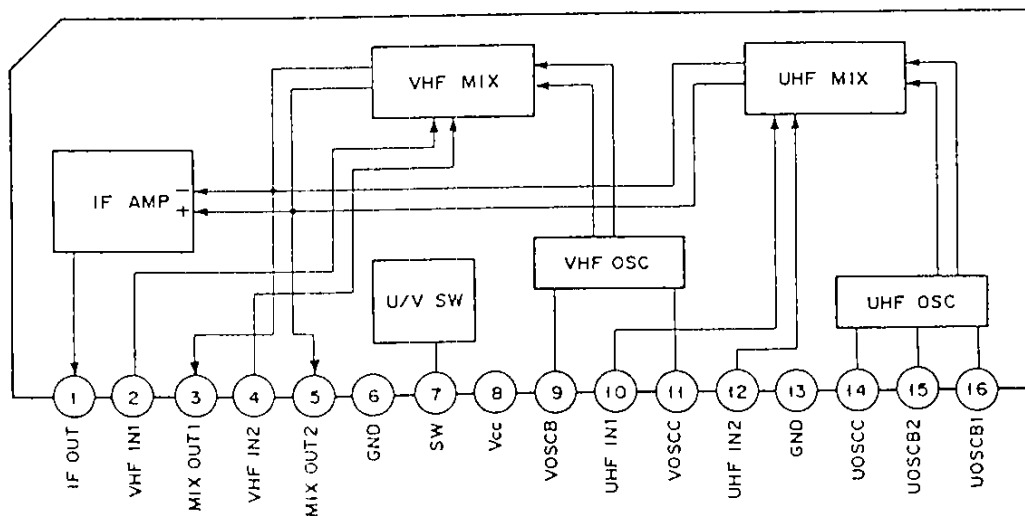 VHF MIX
UHF MIX
IF AMP
−
+
VHF OSC
U/V SW
UHF OSC
1
2
3
4
5
6
7
8
9
10
11
12
13
14
15
16
IF OUT
VHF IN1
MIX OUT1
VHF IN2
MIX OUT2
GND
SW
Vcc
VOSCB
UHF IN1
VOSCC
UHF IN2
GND
UOSCC
UOSCB2
UOSCB1